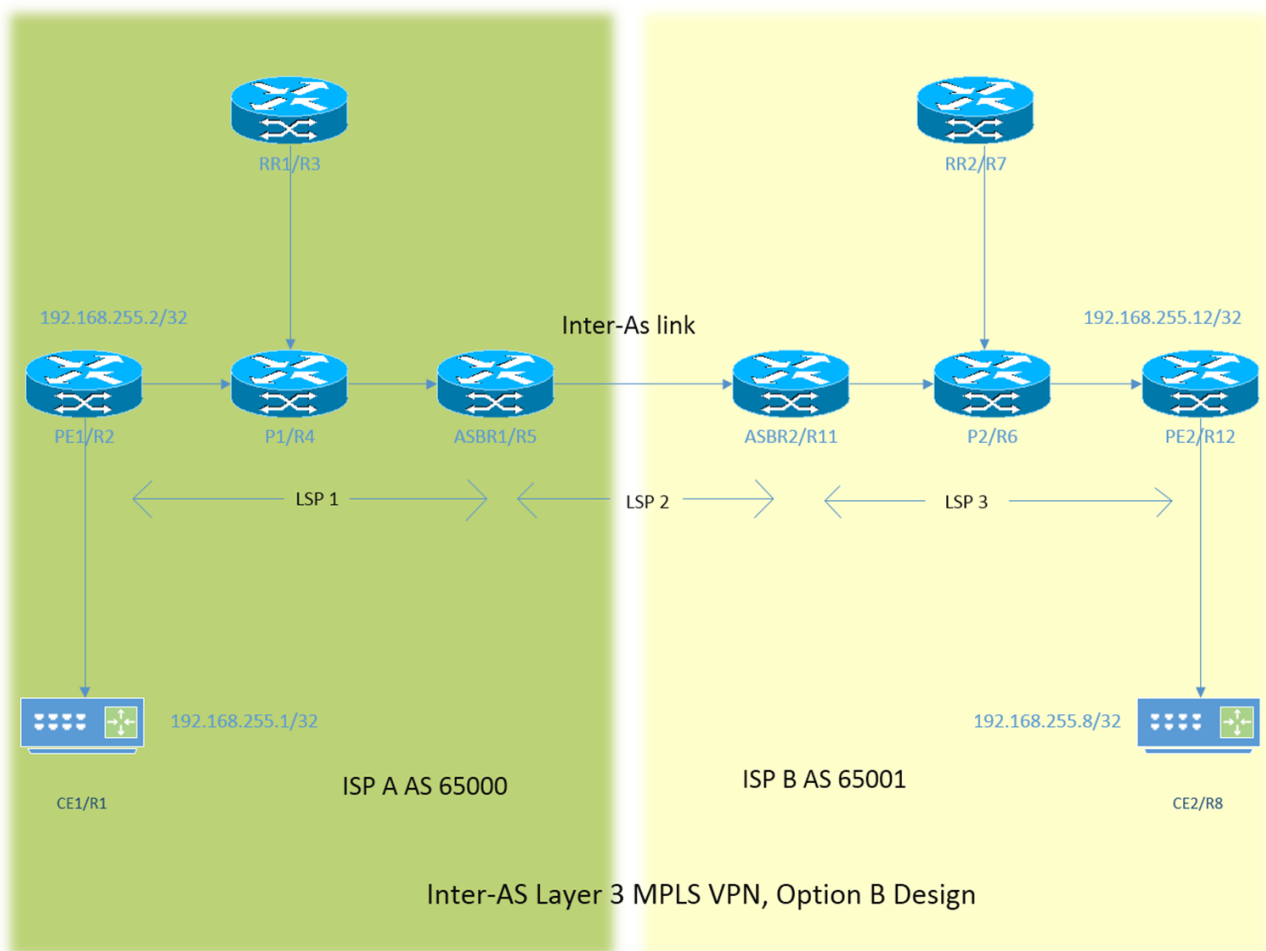 RR1/R3
RR2/R7
192.168.255.2/32
Inter-As link
192.168.255.12/32
PE1/R2
P1/R4
ASBR1/R5
ASBR2/R11
P2/R6
PE2/R12
LSP 1
LSP 2
LSP 3
192.168.255.1/32
192.168.255.8/32
ISP A AS 65000
ISP B AS 65001
CE1/R1
CE2/R8
Inter-AS Layer 3 MPLS VPN, Option B Design